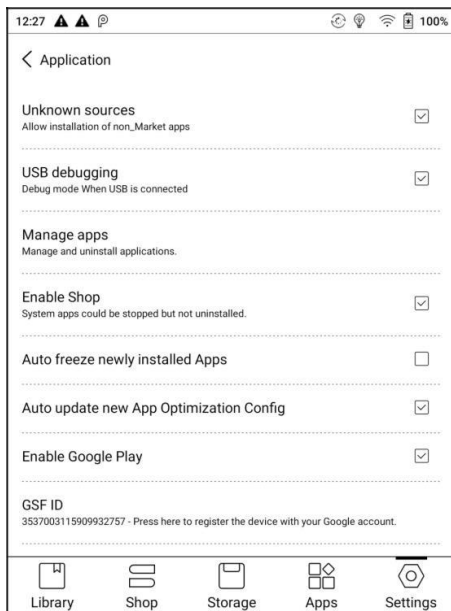 12:27
100%
Application
Unknown sources
Allow installation of non_Market apps
USB debugging
Debug mode When USB is connected
Manage apps
Manage and uninstall applications.
Enable Shop
System apps could be stopped but not uninstalled.
Auto freeze newly installed Apps
Auto update new App Optimization Config
Enable Google Play
GSF ID
3537003115909932757 - Press here to register the device with your Google account.
Library
Shop
Storage
Apps
Settings